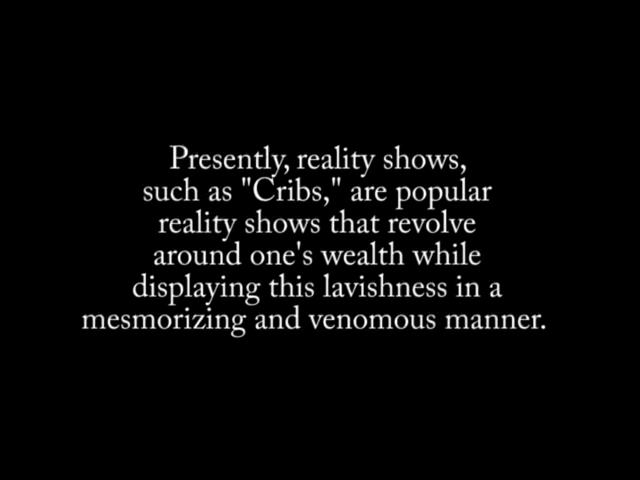 Presently, reality shows,
such as "Cribs," are popular
reality shows that revolve
around one's wealth while
displaying this lavishness in a
mesmorizing and venomous manner.